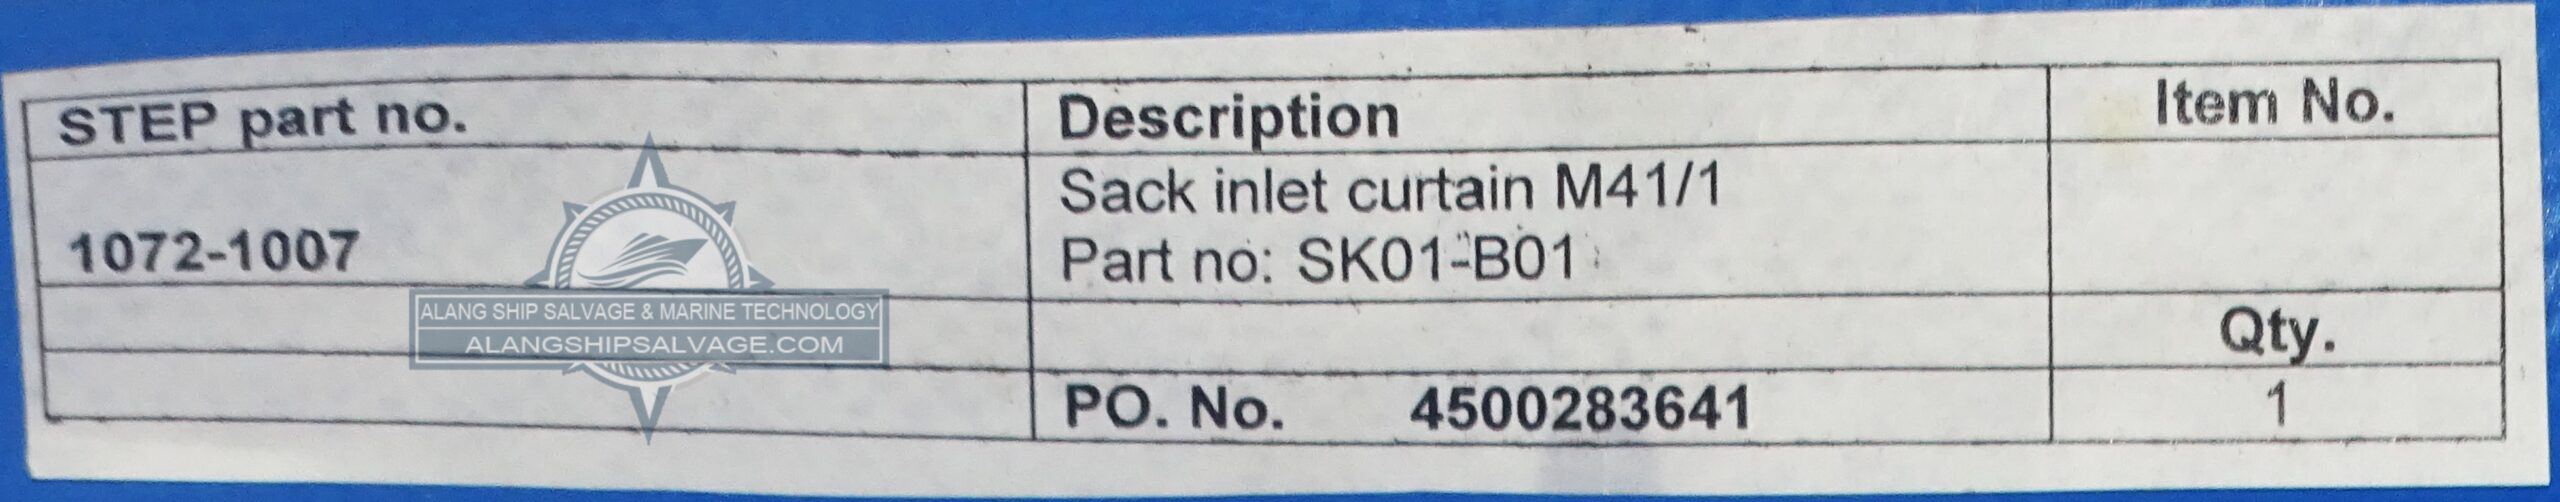 STEP part no. Description Item No.
Sack inlet curtain M41/1
1072-1007 Part no: SK01-B01
ALANG SHIP SALVAGE & MARINE TECHNOLOGY
ALANGSHIPSALVAGE.COM
Qty.
PO. No. 4500283641 1